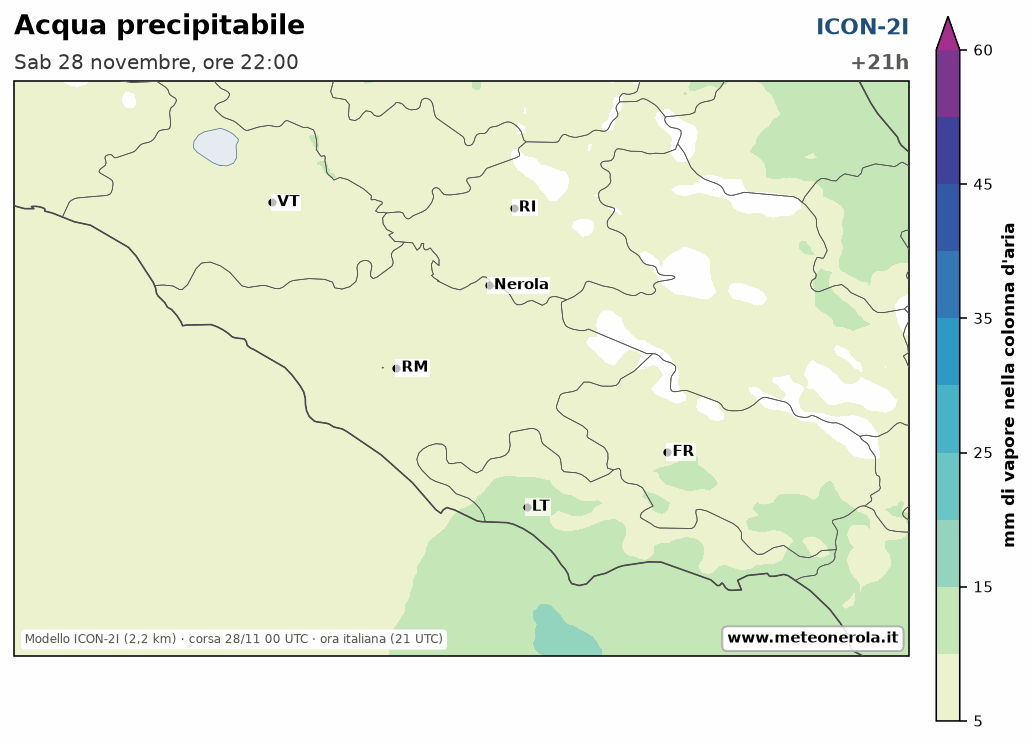 Acqua precipitabile
ICON-2I
Sab 28 novembre, ore 22:00
+21h
60
45
35
25
15
5
mm di vapore nella colonna d'aria
VT
RI
Nerola
RM
FR
LT
Modello ICON-2I (2,2 km) · corsa 28/11 00 UTC · ora italiana (21 UTC)
www.meteonerola.it